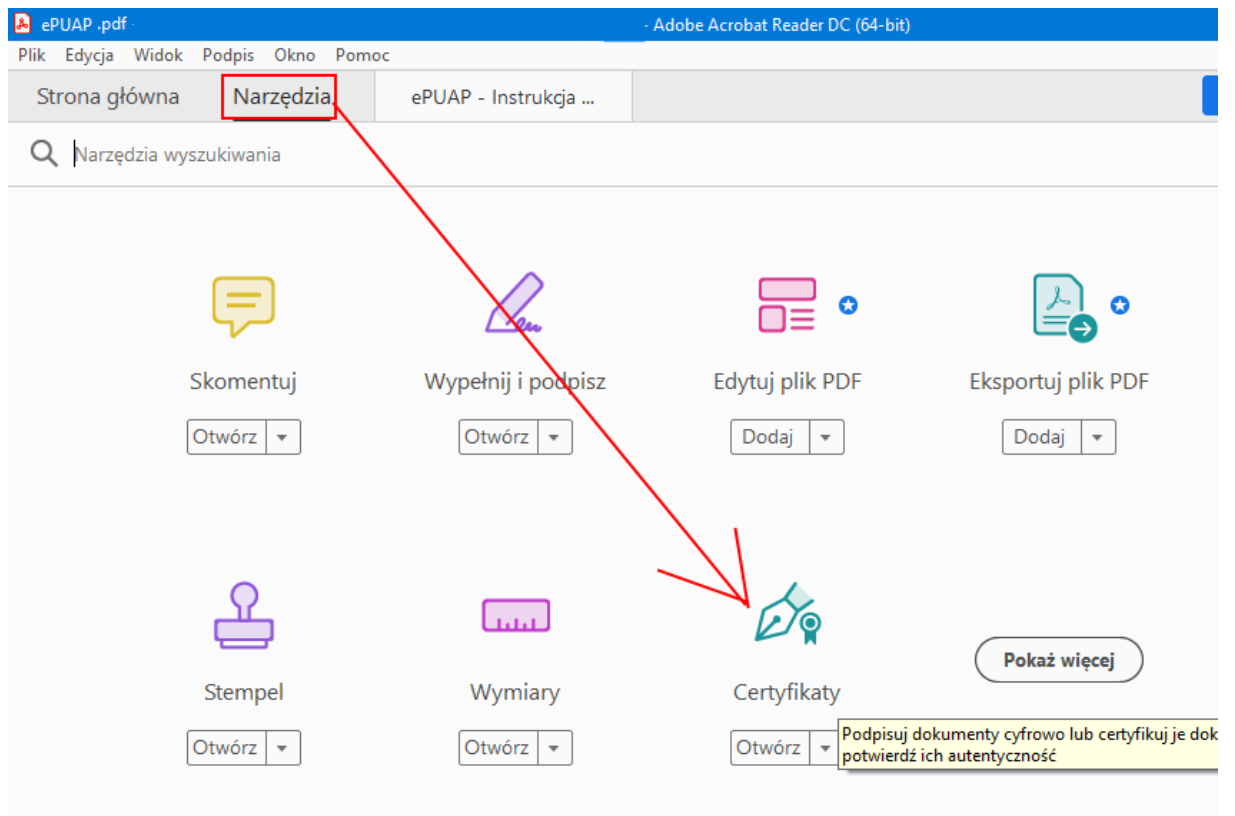 ePUAP .pdf - Adobe Acrobat Reader DC (64-bit)
Plik Edycja Widok Podpis Okno Pomoc
Strona główna Narzędzia ePUAP - Instrukcja ...
Narzędzia wyszukiwania
Skomentuj Wypełnij i podpisz Edytuj plik PDF Eksportuj plik PDF
Otwórz Otwórz Dodaj Dodaj
Pokaż więcej
Stempel Wymiary Certyfikaty
Otwórz Otwórz Otwórz
Podpisuj dokumenty cyfrowo lub certyfikuj je dok
potwierdź ich autentyczność